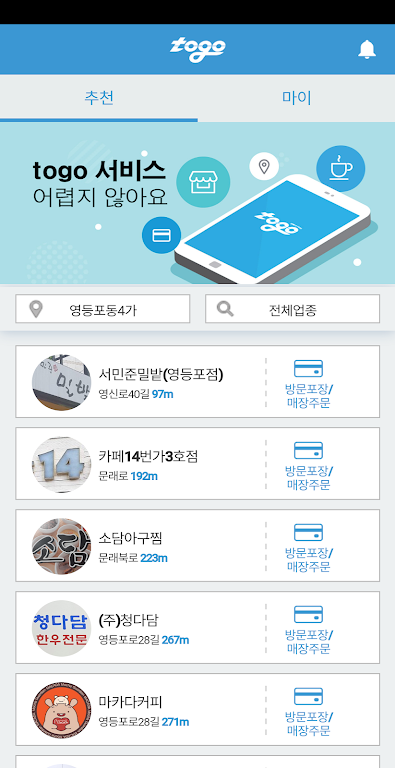 togo
추천
마이
togo 서비스
어렵지 않아요
togo
영등포동4가
전체업종
서민준밀밭(영등포점)
영신로40길 97m
방문포장/
매장주문
14
카페14번가3호점
문래로 192m
방문포장/
매장주문
소담
소담아구찜
문래북로 223m
방문포장/
매장주문
청다담
한우전문
(주)청다담
영등포로28길 267m
방문포장/
매장주문
마카다커피
영등포로28길 271m
방문포장/
매장주문